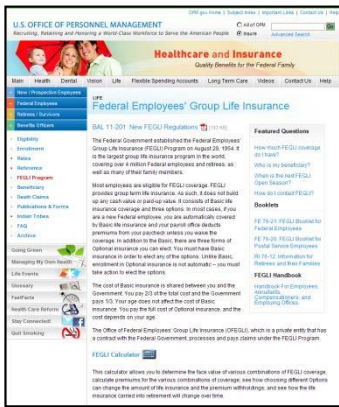 OPM.gov Home | Subject Index | Important Links | Contact Us | Help
U.S. OFFICE OF PERSONNEL MANAGEMENT
Recruiting, Retaining and Honoring a World-Class Workforce to Serve the American People
All of OPM
Insure
Go
Advanced Search
Healthcare and Insurance
Quality Benefits for the Federal Family
Main Health Dental Vision Life Flexible Spending Accounts Long Term Care Videos Contact Us Help
New / Prospective Employees
Federal Employees
Retirees / Survivors
Benefits Officers
Eligibility
Enrollment
Rates
Reference
FEGLI Program
Beneficiary
Death Claims
Publications & Forms
Indian Tribes
FAQ
Archive
Going Green
Managing My Own Health
Life Events
Glossary
FastFacts
Health Care Reform
Stay Connected
Quit Smoking
LIFE
Federal Employees' Group Life Insurance
BAL 11-201: New FEGLI Regulations
The Federal Government established the Federal Employees'
Group Life Insurance (FEGLI) Program on August 29, 1954. It
is the largest group life insurance program in the world,
covering over 4 million Federal employees and retirees, as
well as many of their family members.
Most employees are eligible for FEGLI coverage. FEGLI
provides group term life insurance. As such, it does not build
up any cash value or paid-up value. It consists of Basic life
insurance coverage and three options. In most cases, if you
are a new Federal employee, you are automatically covered
by Basic life insurance and your payroll office deducts
premiums from your paycheck unless you waive the
coverage. In addition to the Basic, there are three forms of
Optional insurance you can elect. You must have Basic
insurance in order to elect any of the options. Unlike Basic,
enrollment in Optional insurance is not automatic -- you must
take action to elect the options.
The cost of Basic insurance is shared between you and the
Government. You pay 2/3 of the total cost and the Government
pays 1/3. Your age does not affect the cost of Basic
insurance. You pay the full cost of Optional insurance, and the
cost depends on your age.
The Office of Federal Employees' Group Life Insurance (OFEGLI), which is a private entity that has
a contract with the Federal Government, processes and pays claims under the FEGLI Program.
FEGLI Calculator
This calculator allows you to determine the face value of various combinations of FEGLI coverage,
calculate premiums for the various combinations of coverage; see how choosing different Options
can change the amount of life insurance and the premium withholdings; and see how the life
insurance carried into retirement will change over time.
Featured Questions
How much FEGLI coverage
do I have?
Who is my beneficiary?
When is the next FEGLI
Open Season?
How do I contact FEGLI?
Booklets
FE 76-21: FEGLI Booklet for
Federal Employees
FE 76-20: FEGLI Booklet for
Postal Service Employees
RI 76-12: Information for
Retirees and their Families
FEGLI Handbook
Handbook For Employees,
Annuitants,
Compensationers, and
Employing Offices